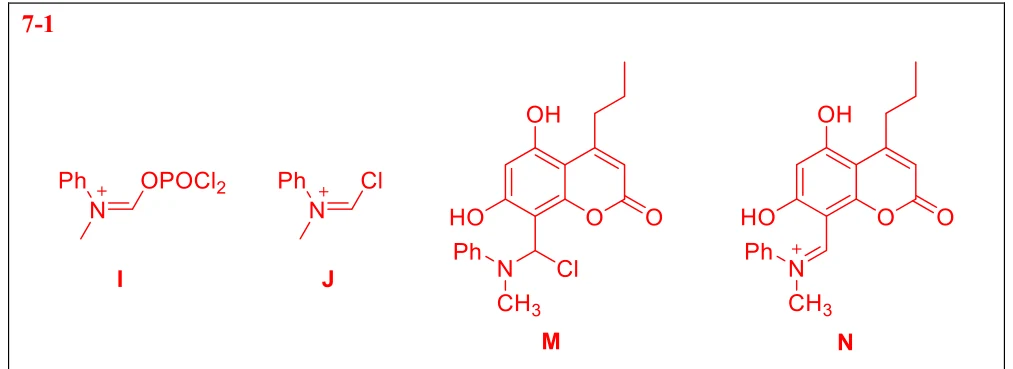 7-1
Ph
+
N
OPOCl2
I
Ph
+
N
Cl
J
OH
HO
O
O
Ph
N
Cl
CH3
M
OH
HO
O
O
Ph
+
N
CH3
N